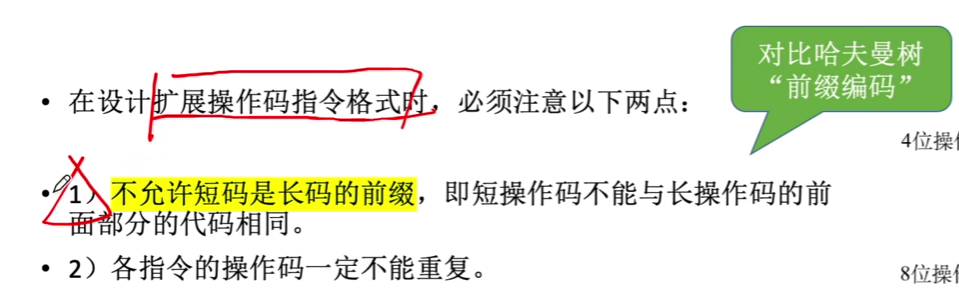 对比哈夫曼树
“前缀编码”
• 在设计扩展操作码指令格式时，必须注意以下两点：
4位操作
• 1）不允许短码是长码的前缀，即短操作码不能与长操作码的前
面部分的代码相同。
• 2）各指令的操作码一定不能重复。
8位操作